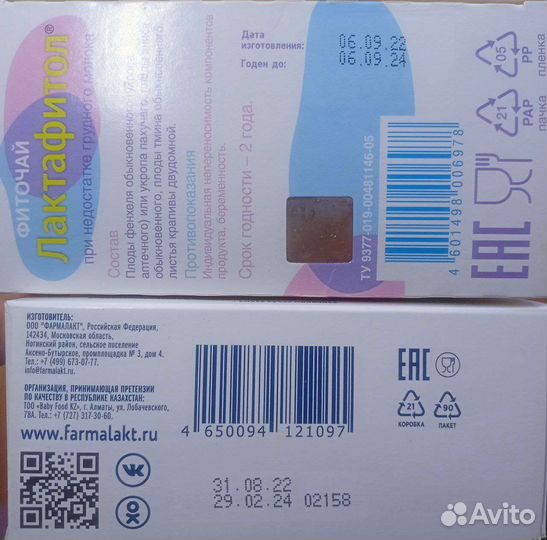 ФИТОЧАЙ
Лактафитол®
при недостатке грудного молока
Состав
Плоды фенхеля обыкновенного (укропа
аптечного) или укропа пахучего, плоды аниса
обыкновенного, плоды тмина обыкновенного,
листья крапивы двудомной.
Противопоказания
Индивидуальная непереносимость компонентов
продукта, беременность.
Срок годности – 2 года.
Дата
изготовления:
Годен до:
06.09.22
06.09.24
ТУ 9377-019-00481146-05
4 601498 006978
05
PP
пленка
21
PAP
пачка
EAC
ИЗГОТОВИТЕЛЬ:
ООО "ФАРМАЛАКТ", Российская Федерация,
142434, Московская область,
Ногинский район, сельское поселение
Аксено-Бутырское, промплощадка № 3, дом 4.
Тел.: +7 (499) 673-07-77.
info@farmalakt.ru
ОРГАНИЗАЦИЯ, ПРИНИМАЮЩАЯ ПРЕТЕНЗИИ
ПО КАЧЕСТВУ В РЕСПУБЛИКЕ КАЗАХСТАН:
ТОО «Baby Food KZ», г. Алматы, ул. Лобачевского,
78А. Тел.: +7 (727) 317-30-60.
www.farmalakt.ru
4 650094 121097
EAC
21
КОРОБКА
90
ПАКЕТ
31.08.22
29.02.24 02158
Avito